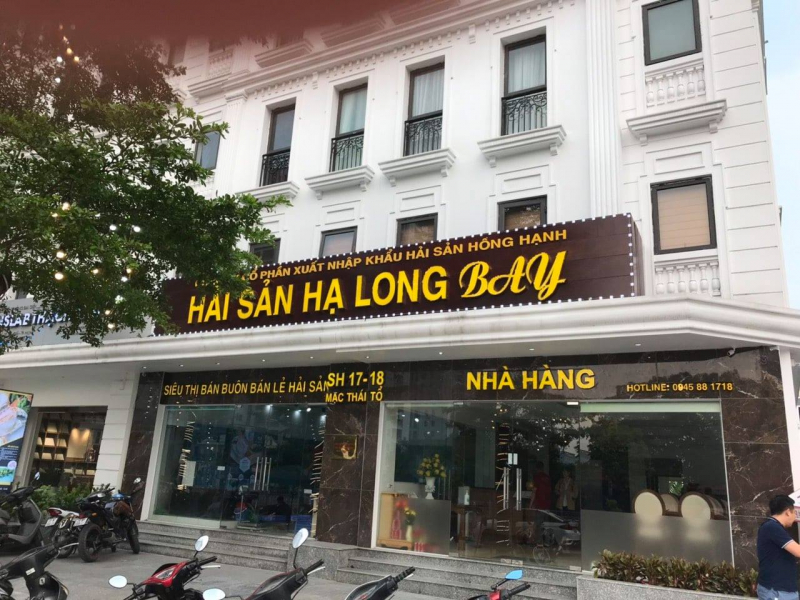 CỔ PHẦN XUẤT NHẬP KHẨU HẢI SẢN HỒNG HẠNH
HẢI SẢN HẠ LONG BAY
SIÊU THỊ BÁN BUÔN BÁN LẺ HẢI SẢN
SH 17-18
MẠC THÁI TỔ
NHÀ HÀNG
HOTLINE: 0945 88 1718